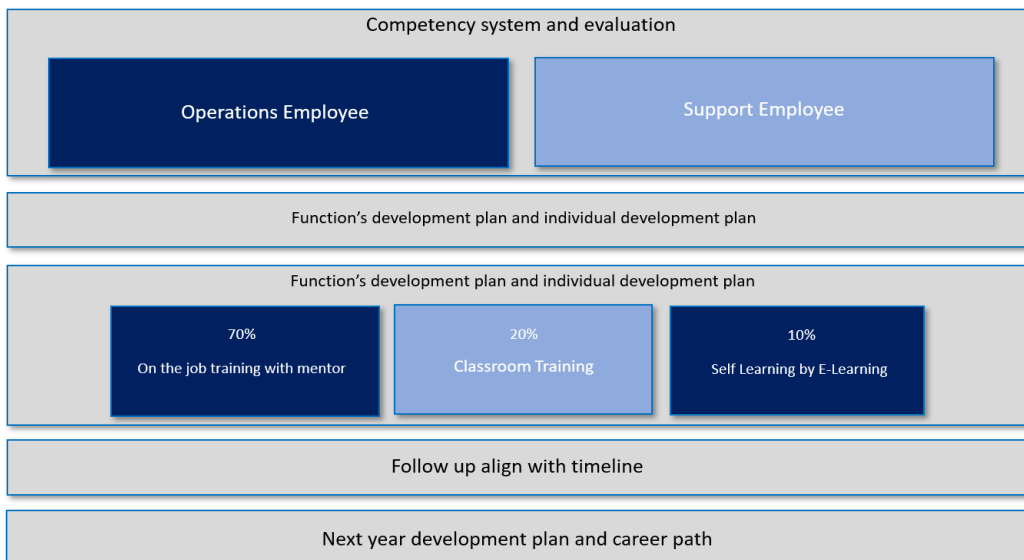 Competency system and evaluation
Operations Employee
Support Employee
Function’s development plan and individual development plan
Function’s development plan and individual development plan
70%
On the job training with mentor
20%
Classroom Training
10%
Self Learning by E-Learning
Follow up align with timeline
Next year development plan and career path